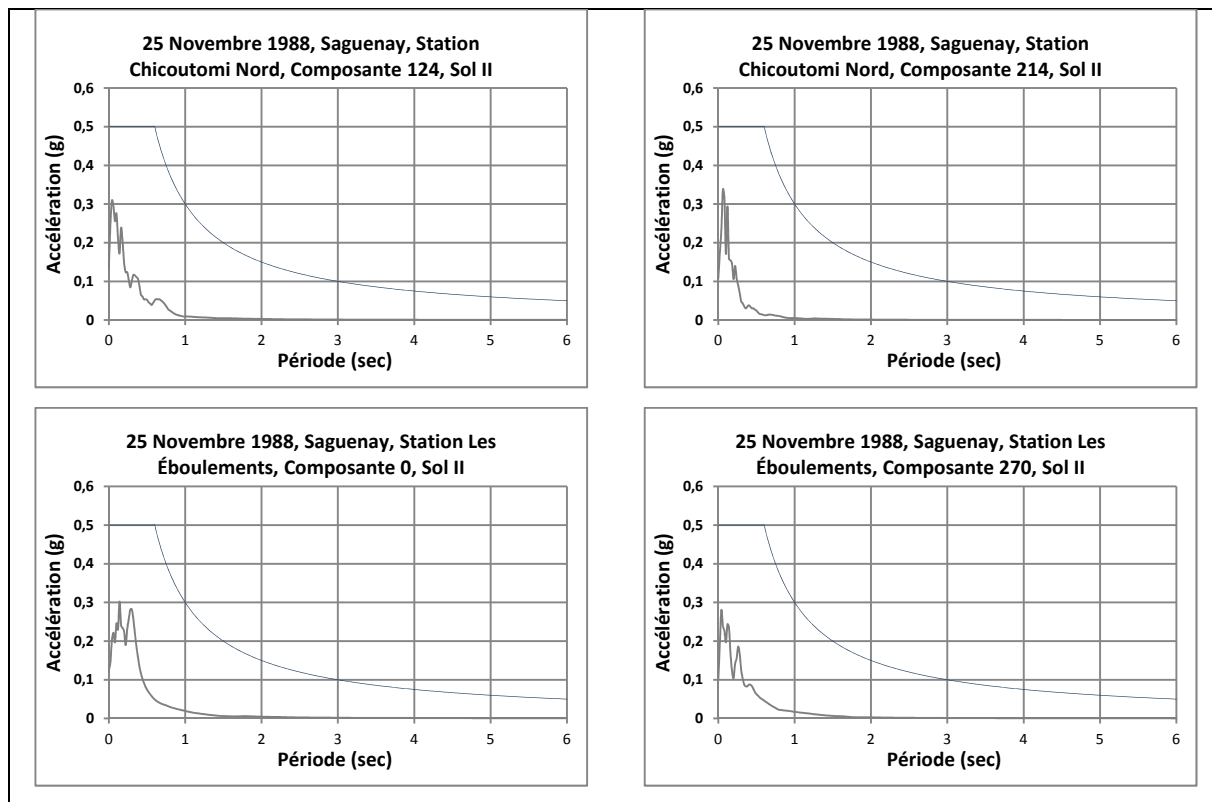 25 Novembre 1988, Saguenay, Station
Chicoutomi Nord, Composante 124, Sol II
0,6
0,5
0,4
0,3
0,2
0,1
0
Accélération (g)
0 1 2 3 4 5 6
Période (sec)
25 Novembre 1988, Saguenay, Station
Chicoutomi Nord, Composante 214, Sol II
0,6
0,5
0,4
0,3
0,2
0,1
0
Accélération (g)
0 1 2 3 4 5 6
Période (sec)
25 Novembre 1988, Saguenay, Station Les
Éboulements, Composante 0, Sol II
0,6
0,5
0,4
0,3
0,2
0,1
0
Accélération (g)
0 1 2 3 4 5 6
Période (sec)
25 Novembre 1988, Saguenay, Station Les
Éboulements, Composante 270, Sol II
0,6
0,5
0,4
0,3
0,2
0,1
0
Accélération (g)
0 1 2 3 4 5 6
Période (sec)